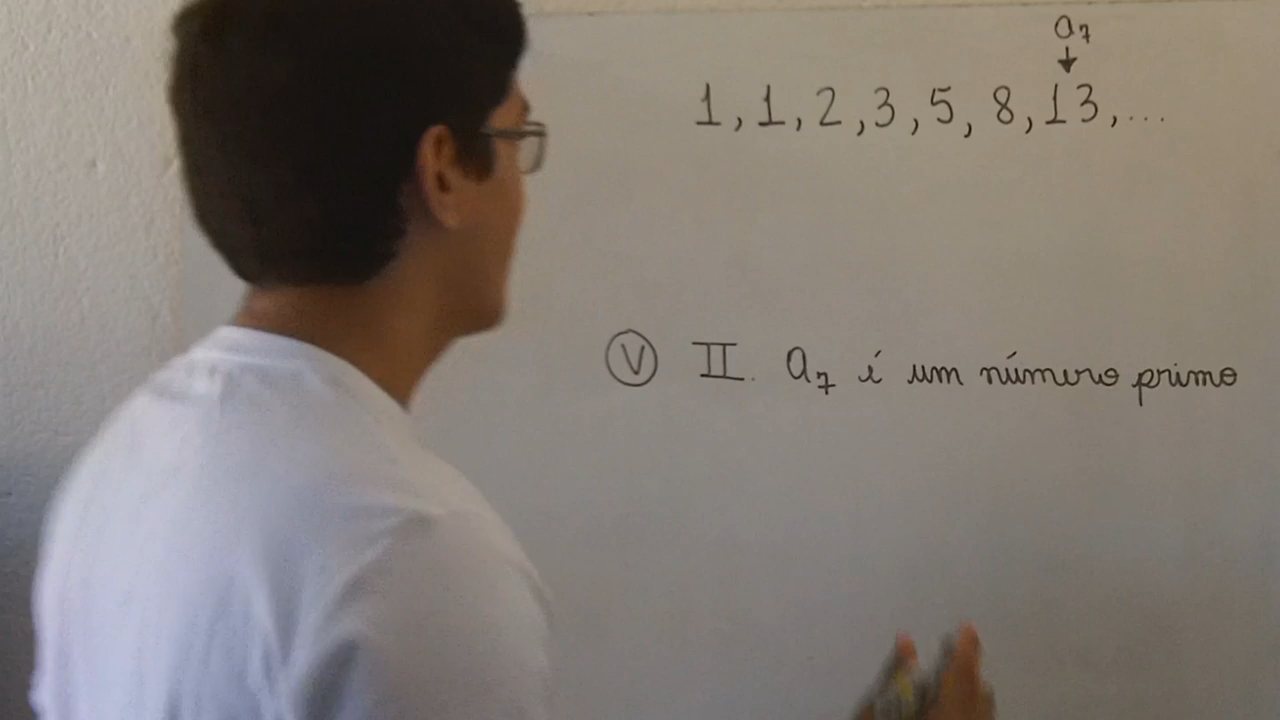 a₇
↓
1, 1, 2, 3, 5, 8, 13, ...
Ⓥ II. a₇ é um número primo